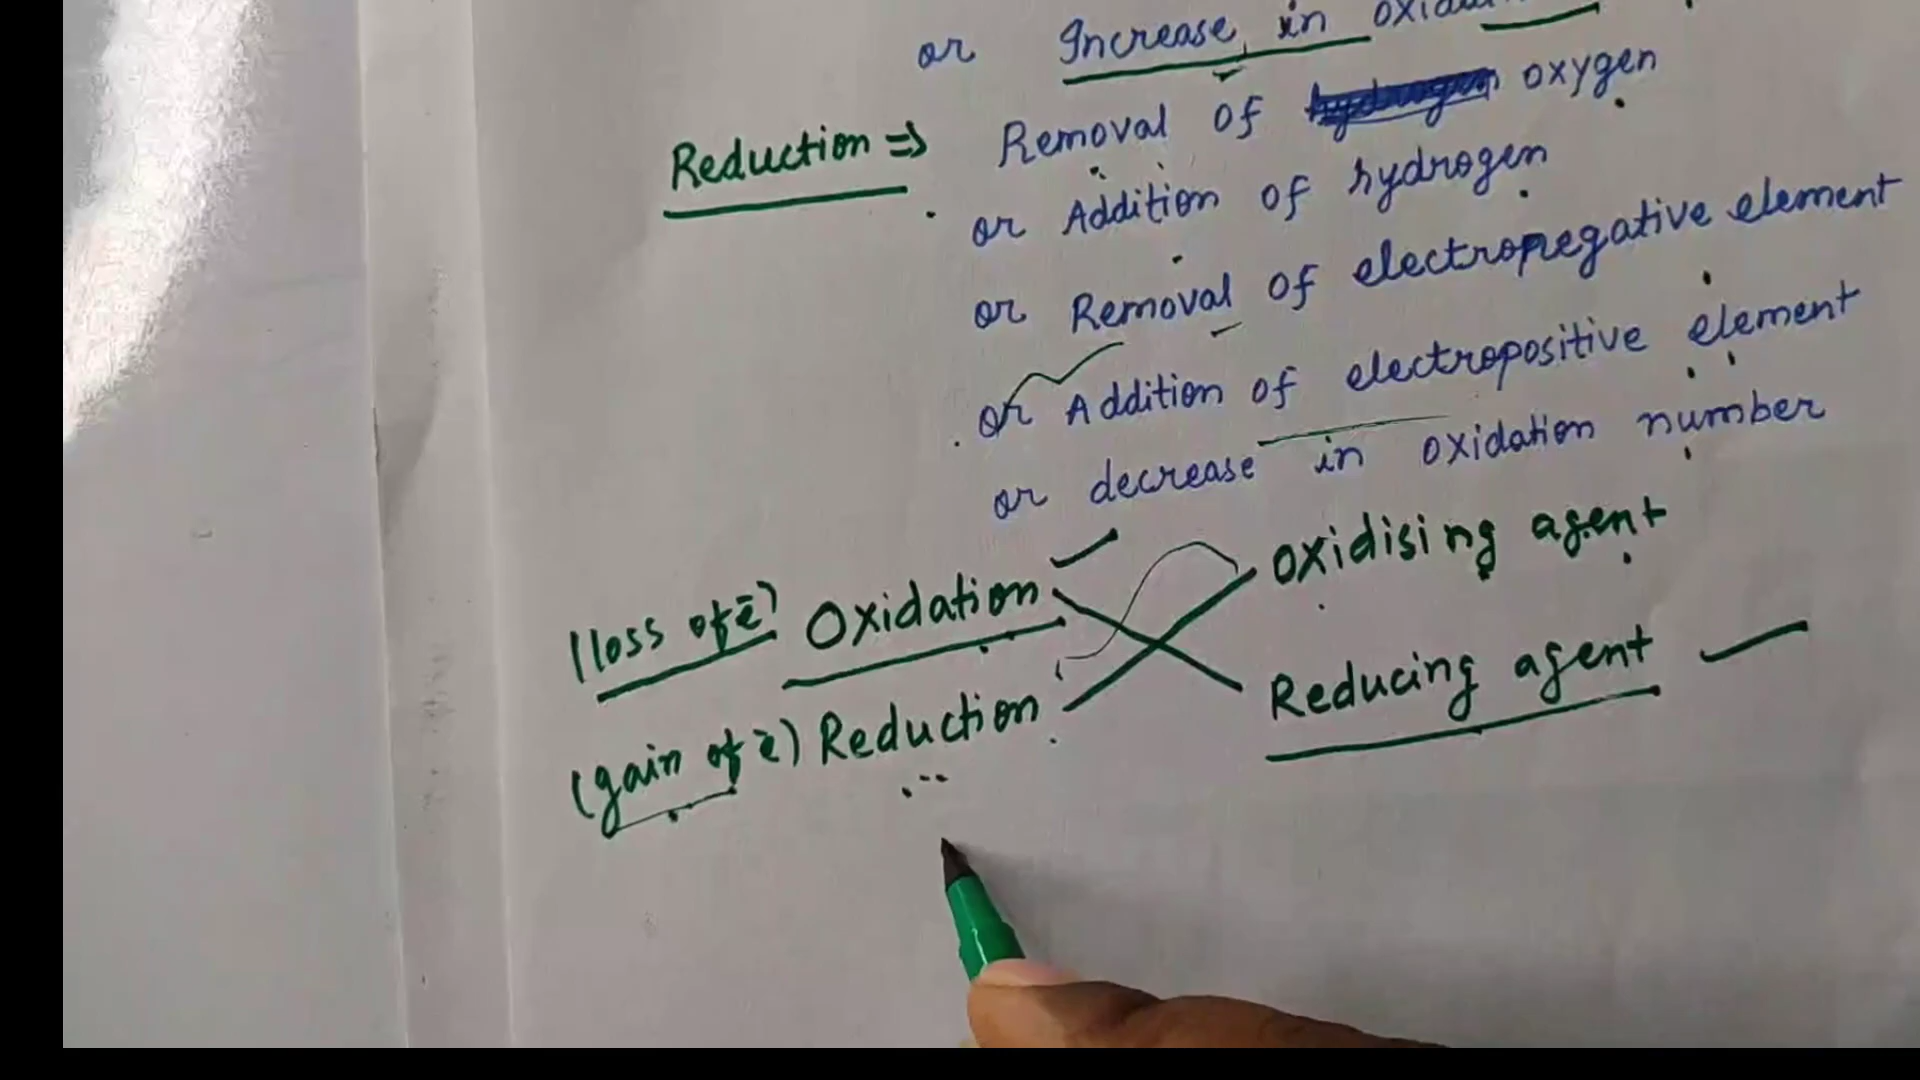 or Increase in
Reduction => Removal of oxygen
or Addition of hydrogen
or Removal of electronegative element
or Addition of electropositive element
or decrease in oxidation number
(loss of ē) Oxidation oxidising agent
(gain of ē) Reduction Reducing agent